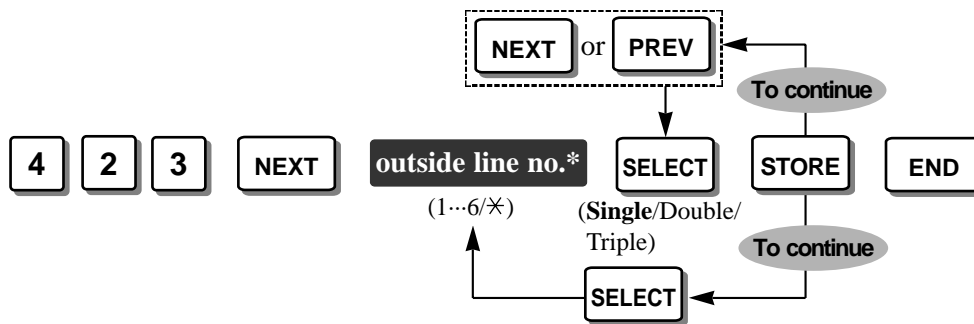 NEXT or PREV
To continue
4 2 3 NEXT outside line no.* SELECT STORE END
(1···6/✳) (Single/Double/
Triple)
To continue
SELECT